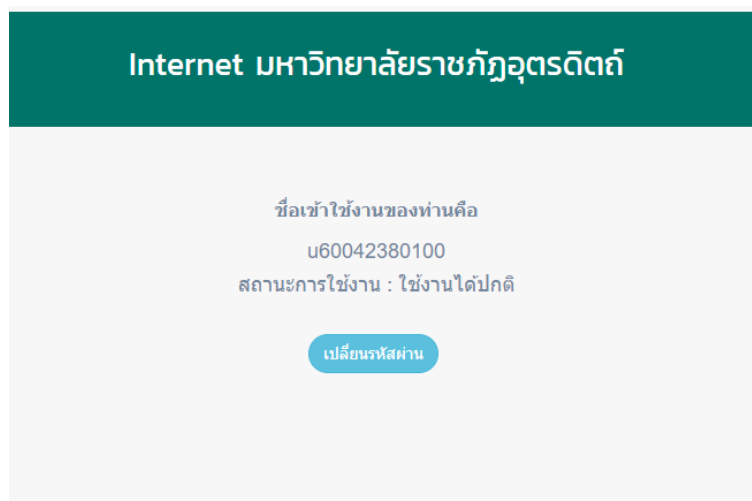 Internet มหาวิทยาลัยราชภัฏอุตรดิตถ์
ชื่อเข้าใช้งานของท่านคือ
u60042380100
สถานะการใช้งาน : ใช้งานได้ปกติ
เปลี่ยนรหัสผ่าน